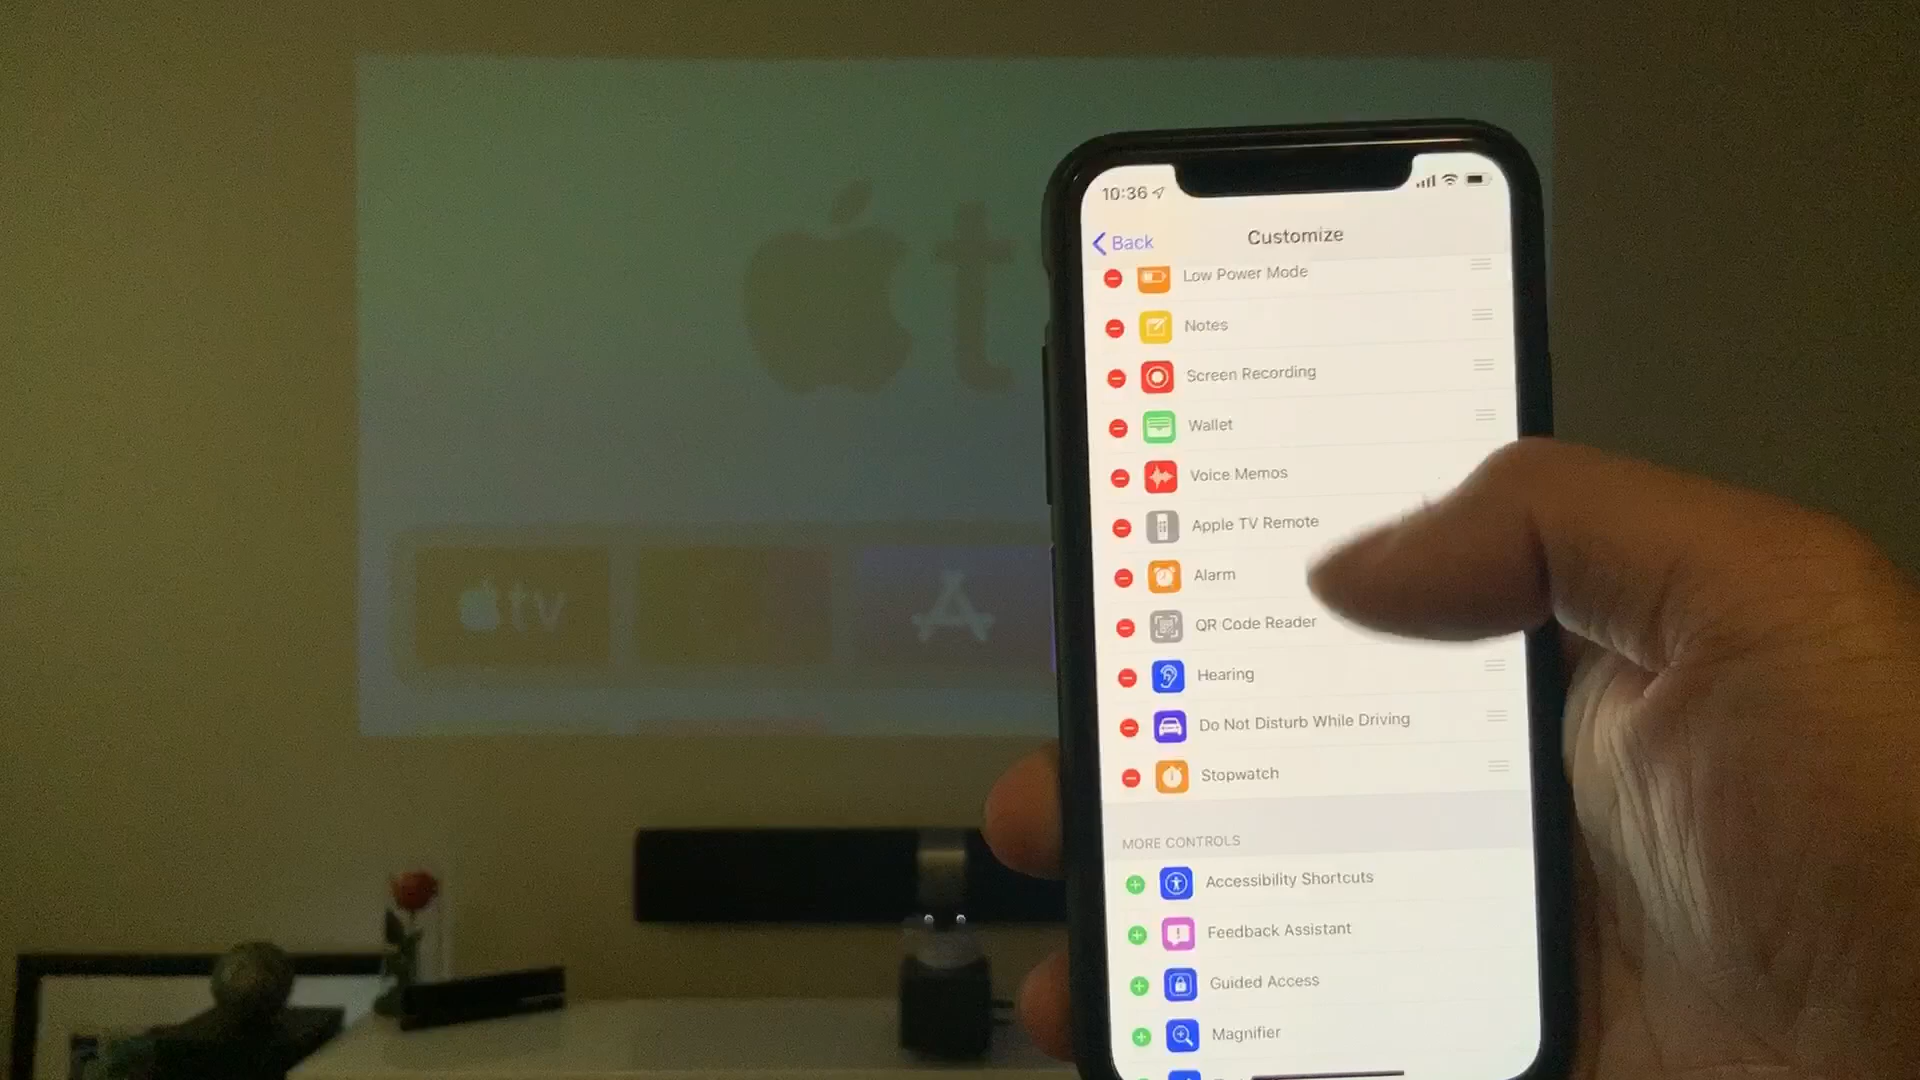 10:36
Back
Customize
Low Power Mode
Notes
Screen Recording
Wallet
Voice Memos
Apple TV Remote
Alarm
QR Code Reader
Hearing
Do Not Disturb While Driving
Stopwatch
MORE CONTROLS
Accessibility Shortcuts
Feedback Assistant
Guided Access
Magnifier
t
tv